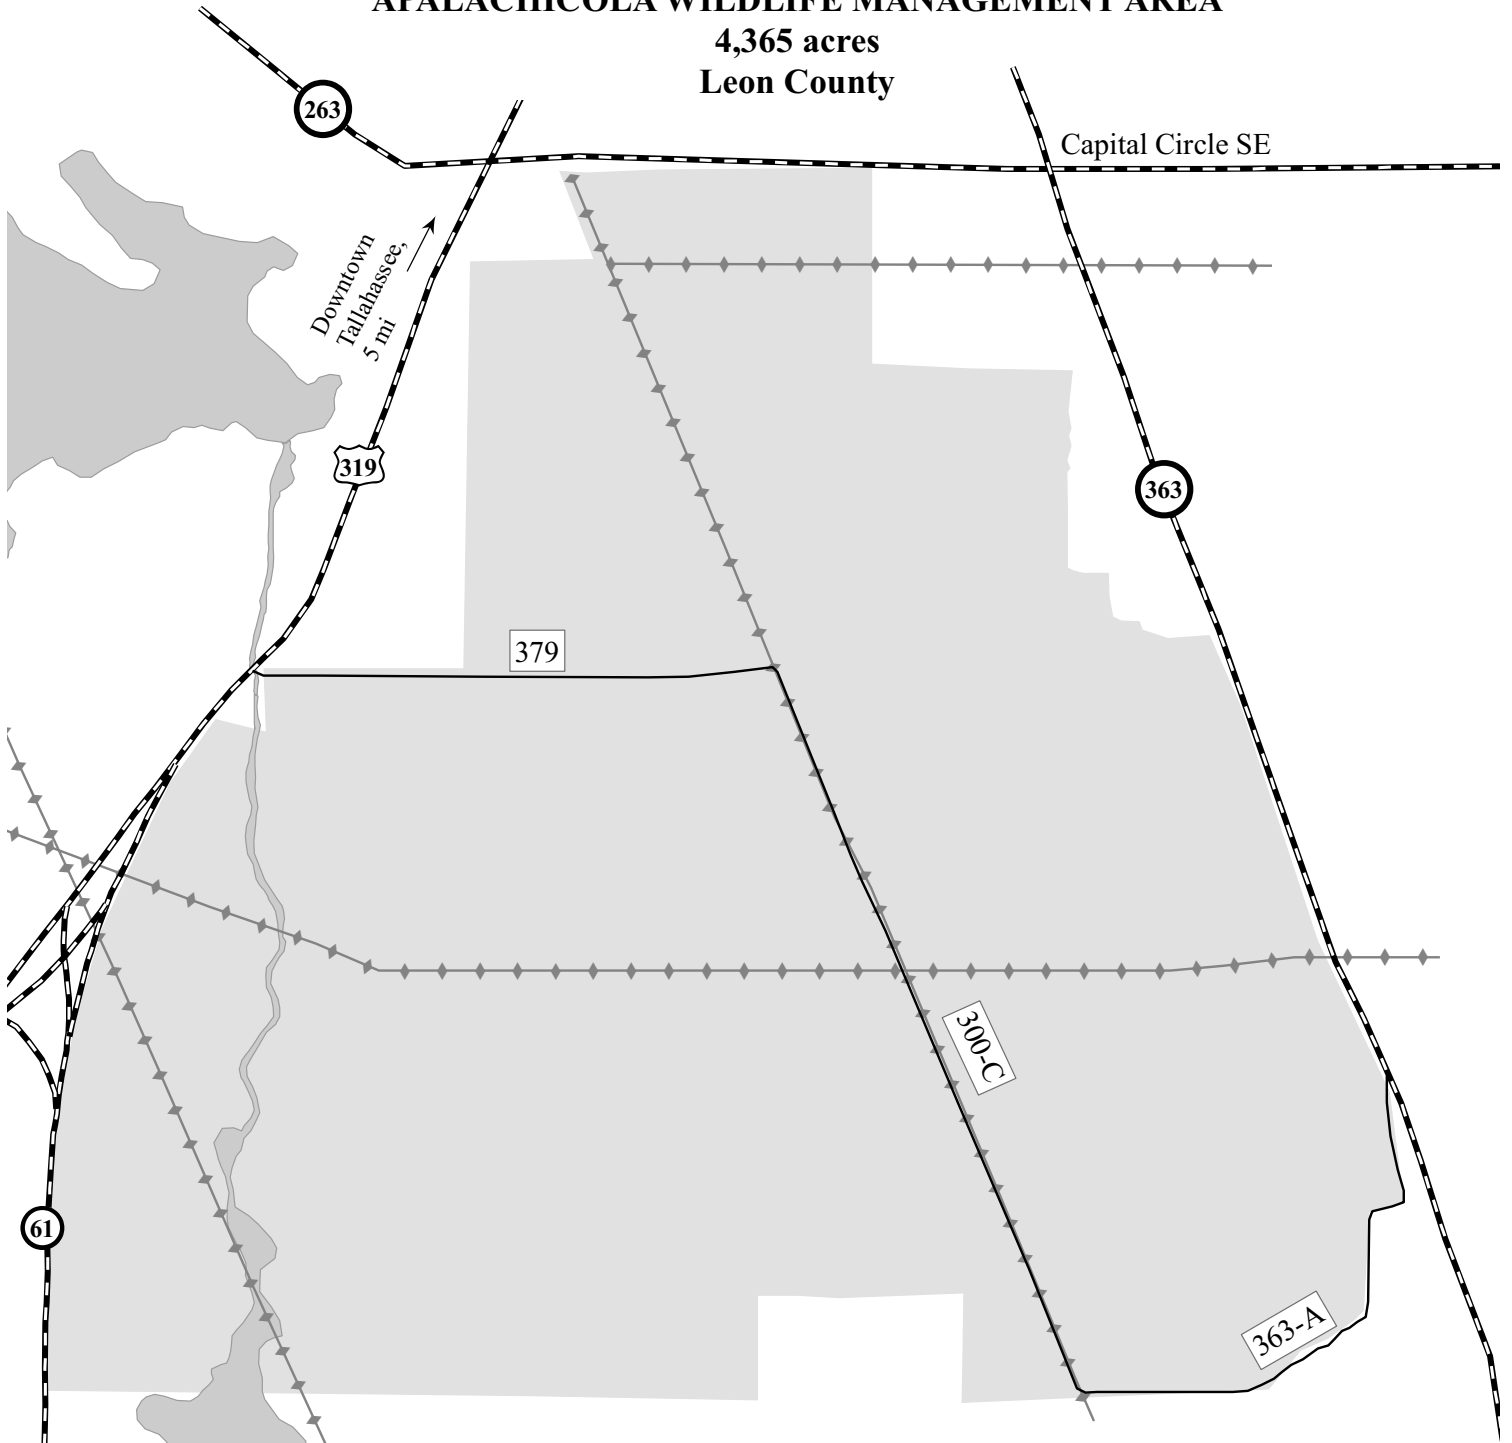 APALACHICOLA WILDLIFE MANAGEMENT AREA
4,365 acres
Leon County
263
Capital Circle SE
Downtown
Tallahassee,
5 mi
319
363
379
300-C
61
363-A